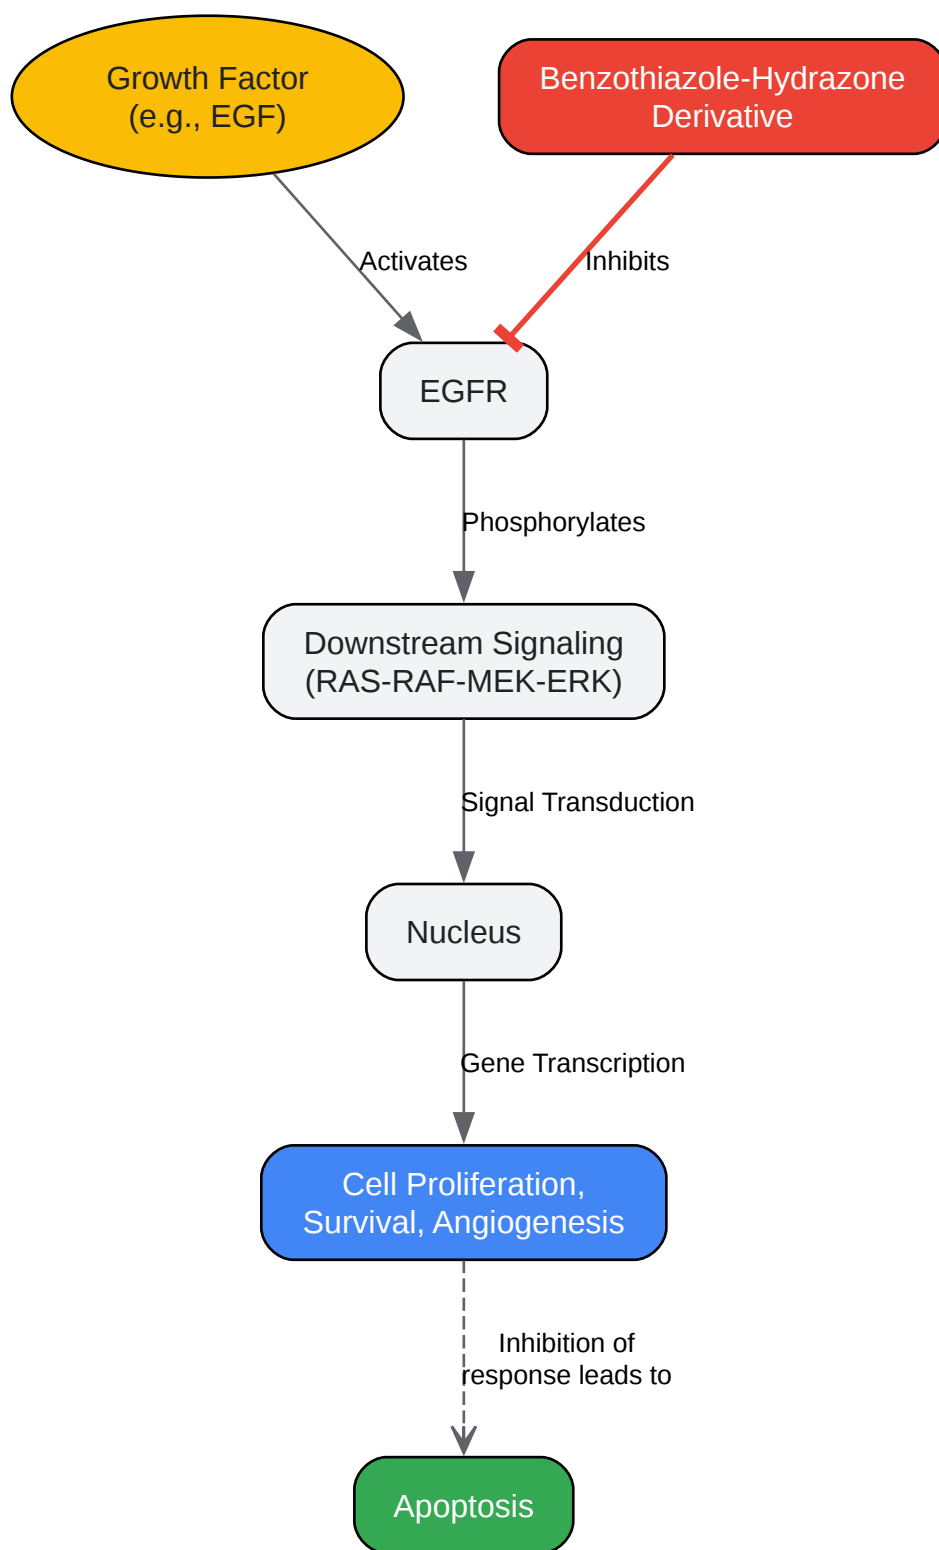 Growth Factor
(e.g., EGF)
Benzothiazole-Hydrazone
Derivative
Activates
Inhibits
EGFR
Phosphorylates
Downstream Signaling
(RAS-RAF-MEK-ERK)
Signal Transduction
Nucleus
Gene Transcription
Cell Proliferation,
Survival, Angiogenesis
Inhibition of
response leads to
Apoptosis